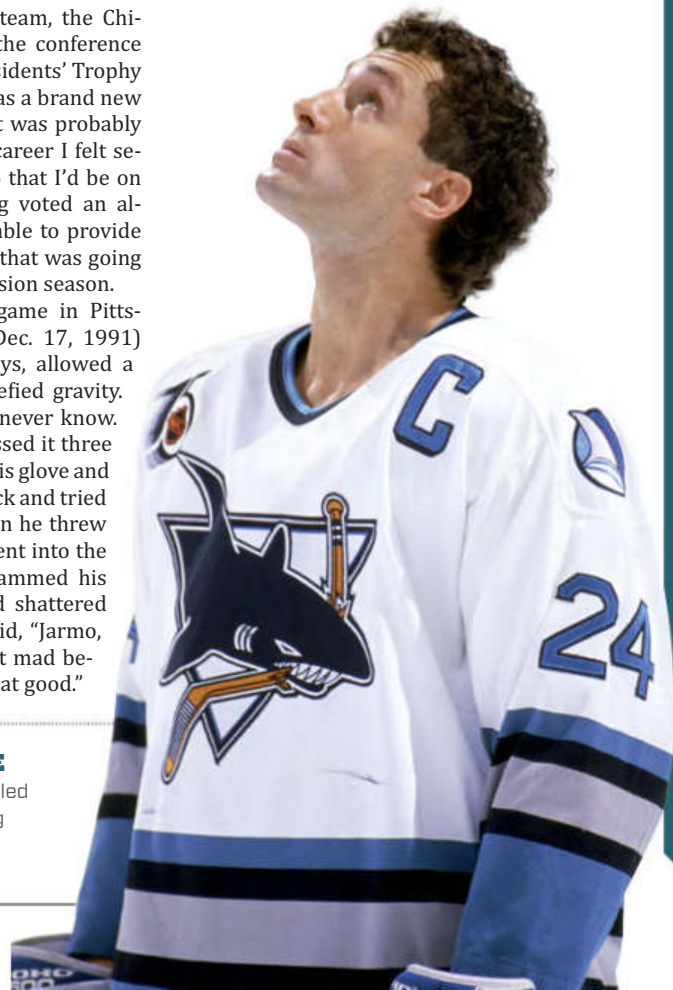 team, the Chi-
the conference
sidents’ Trophy
as a brand new
t was probably
career I felt se-
o that I’d be on
g voted an al-
able to provide
that was going
sion season.
game in Pitts-
Dec. 17, 1991)
ys, allowed a
efied gravity.
never know.
ssed it three
is glove and
ck and tried
n he threw
ent into the
ammed his
d shattered
id, “Jarmo,
t mad be-
at good.”
E
led
g
C
24